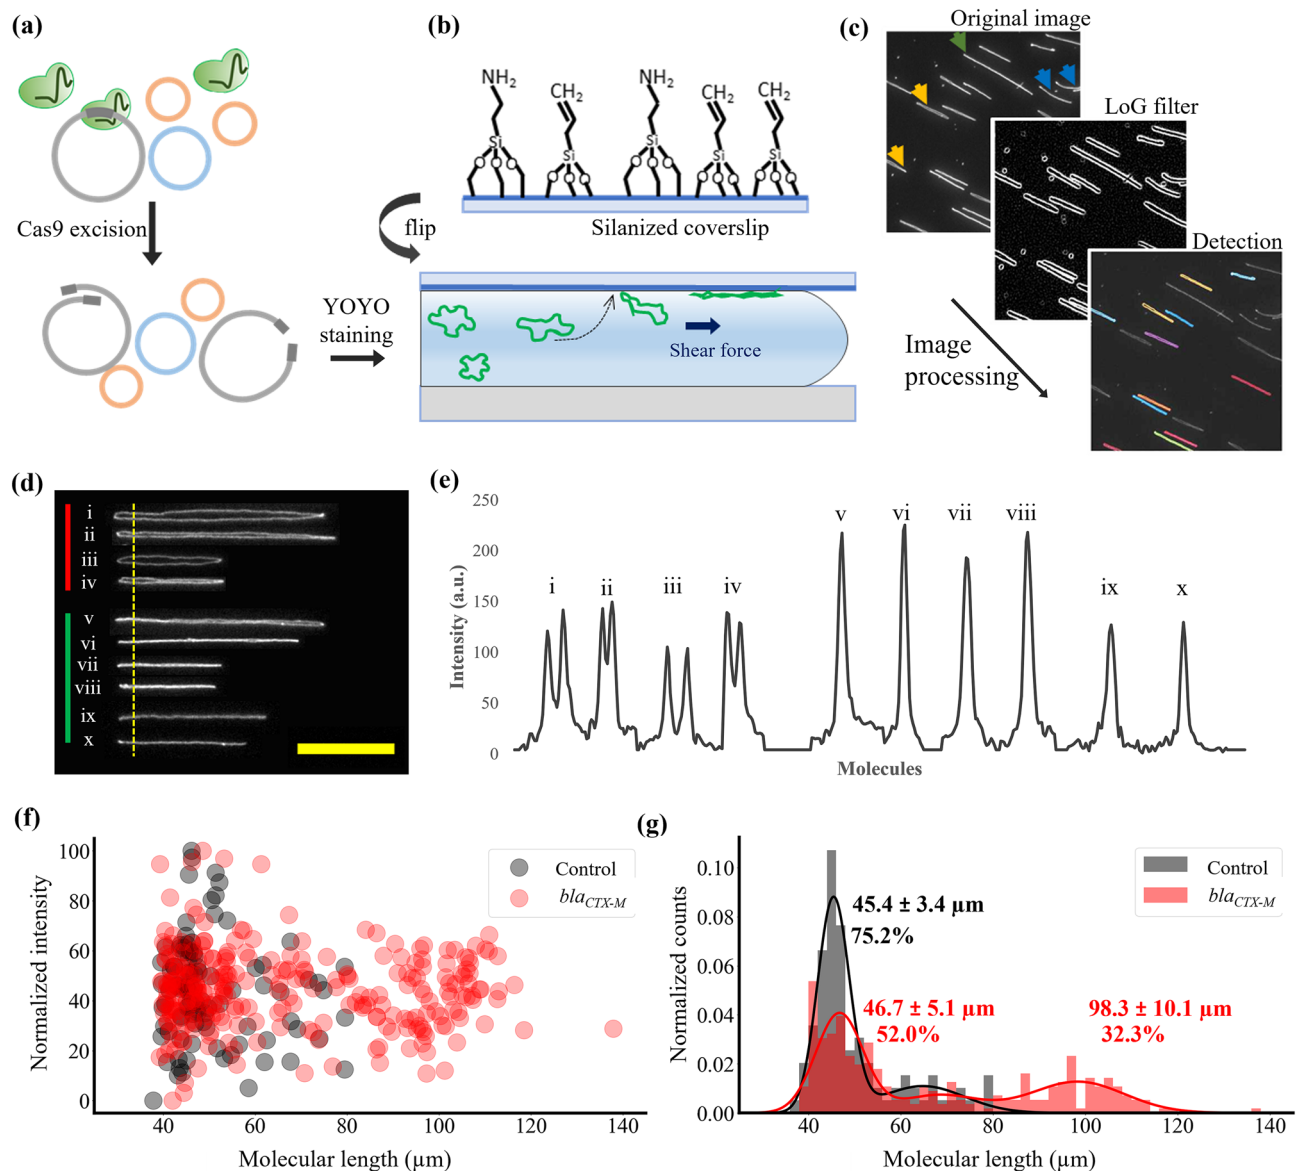 (a)
Cas9 excision
YOYO
staining
(b)
NH2
CH2
NH2
CH2
CH2
Si
Si
Si
Si
Si
flip
Silanized coverslip
Shear force
(c)
Original image
LoG filter
Detection
Image
processing
(d)
i
ii
iii
iv
v
vi
vii
viii
ix
x
(e)
250
200
150
100
50
0
Intensity (a.u.)
i
ii
iii
iv
v
vi
vii
viii
ix
x
Molecules
(f)
100
80
60
40
20
0
Normalized intensity
Control
blaCTX-M
40
60
80
100
120
140
Molecular length (µm)
(g)
0.10
0.08
0.06
0.04
0.02
0.00
Normalized counts
Control
blaCTX-M
45.4 ± 3.4 µm
75.2%
46.7 ± 5.1 µm
52.0%
98.3 ± 10.1 µm
32.3%
40
60
80
100
120
140
Molecular length (µm)